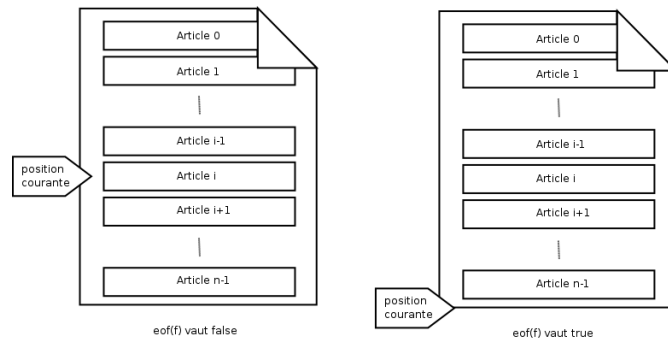 Article 0
Article 1
Article i-1
position
courante
Article i
Article i+1
Article n-1
eof(f) vaut false
Article 0
Article 1
Article i-1
Article i
Article i+1
Article n-1
position
courante
eof(f) vaut true